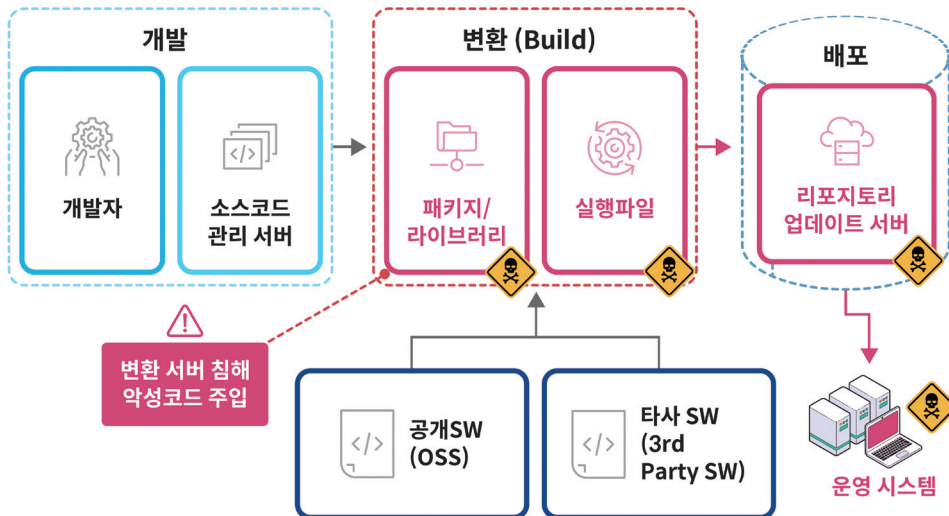 개발
개발자
</>
소스코드
관리 서버
변환 (Build)
패키지/
라이브러리
실행파일
배포
리포지토리
업데이트 서버
변환 서버 침해
악성코드 주입
</>
공개SW
(OSS)
</>
타사 SW
(3rd
Party SW)
운영 시스템